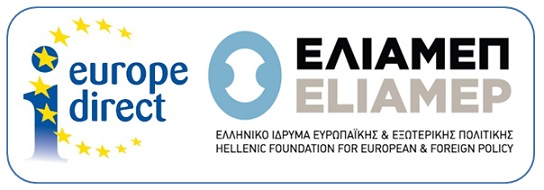 europe
direct
ΕΛΙΑΜΕΠ
ELIAMEP
ΕΛΛΗΝΙΚΟ ΙΔΡΥΜΑ ΕΥΡΩΠΑΪΚΗΣ & ΕΞΩΤΕΡΙΚΗΣ ΠΟΛΙΤΙΚΗΣ
HELLENIC FOUNDATION FOR EUROPEAN & FOREIGN POLICY